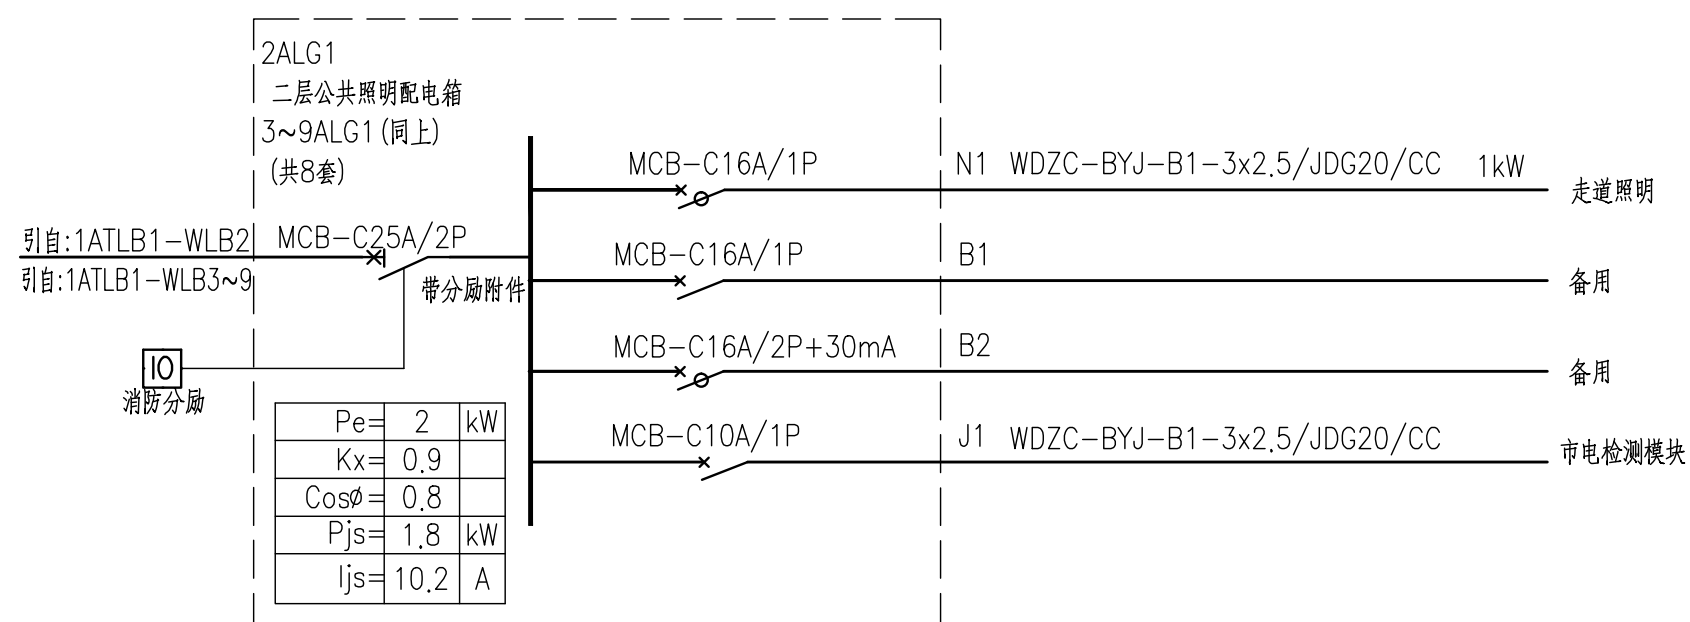 2ALG1
二层公共照明配电箱
3~9ALG1(同上)
(共8套)
引自:1ATLB1-WLB2
引自:1ATLB1-WLB3~9
MCB-C25A/2P
带分励附件
IO
消防分励
MCB-C16A/1P N1 WDZC-BYJ-B1-3x2.5/JDG20/CC 1kW 走道照明
MCB-C16A/1P B1 备用
MCB-C16A/2P+30mA B2 备用
MCB-C10A/1P J1 WDZC-BYJ-B1-3x2.5/JDG20/CC 市电检测模块
Pe= 2 kW
Kx= 0.9
Cosø= 0.8
Pjs= 1.8 kW
Ijs= 10.2 A